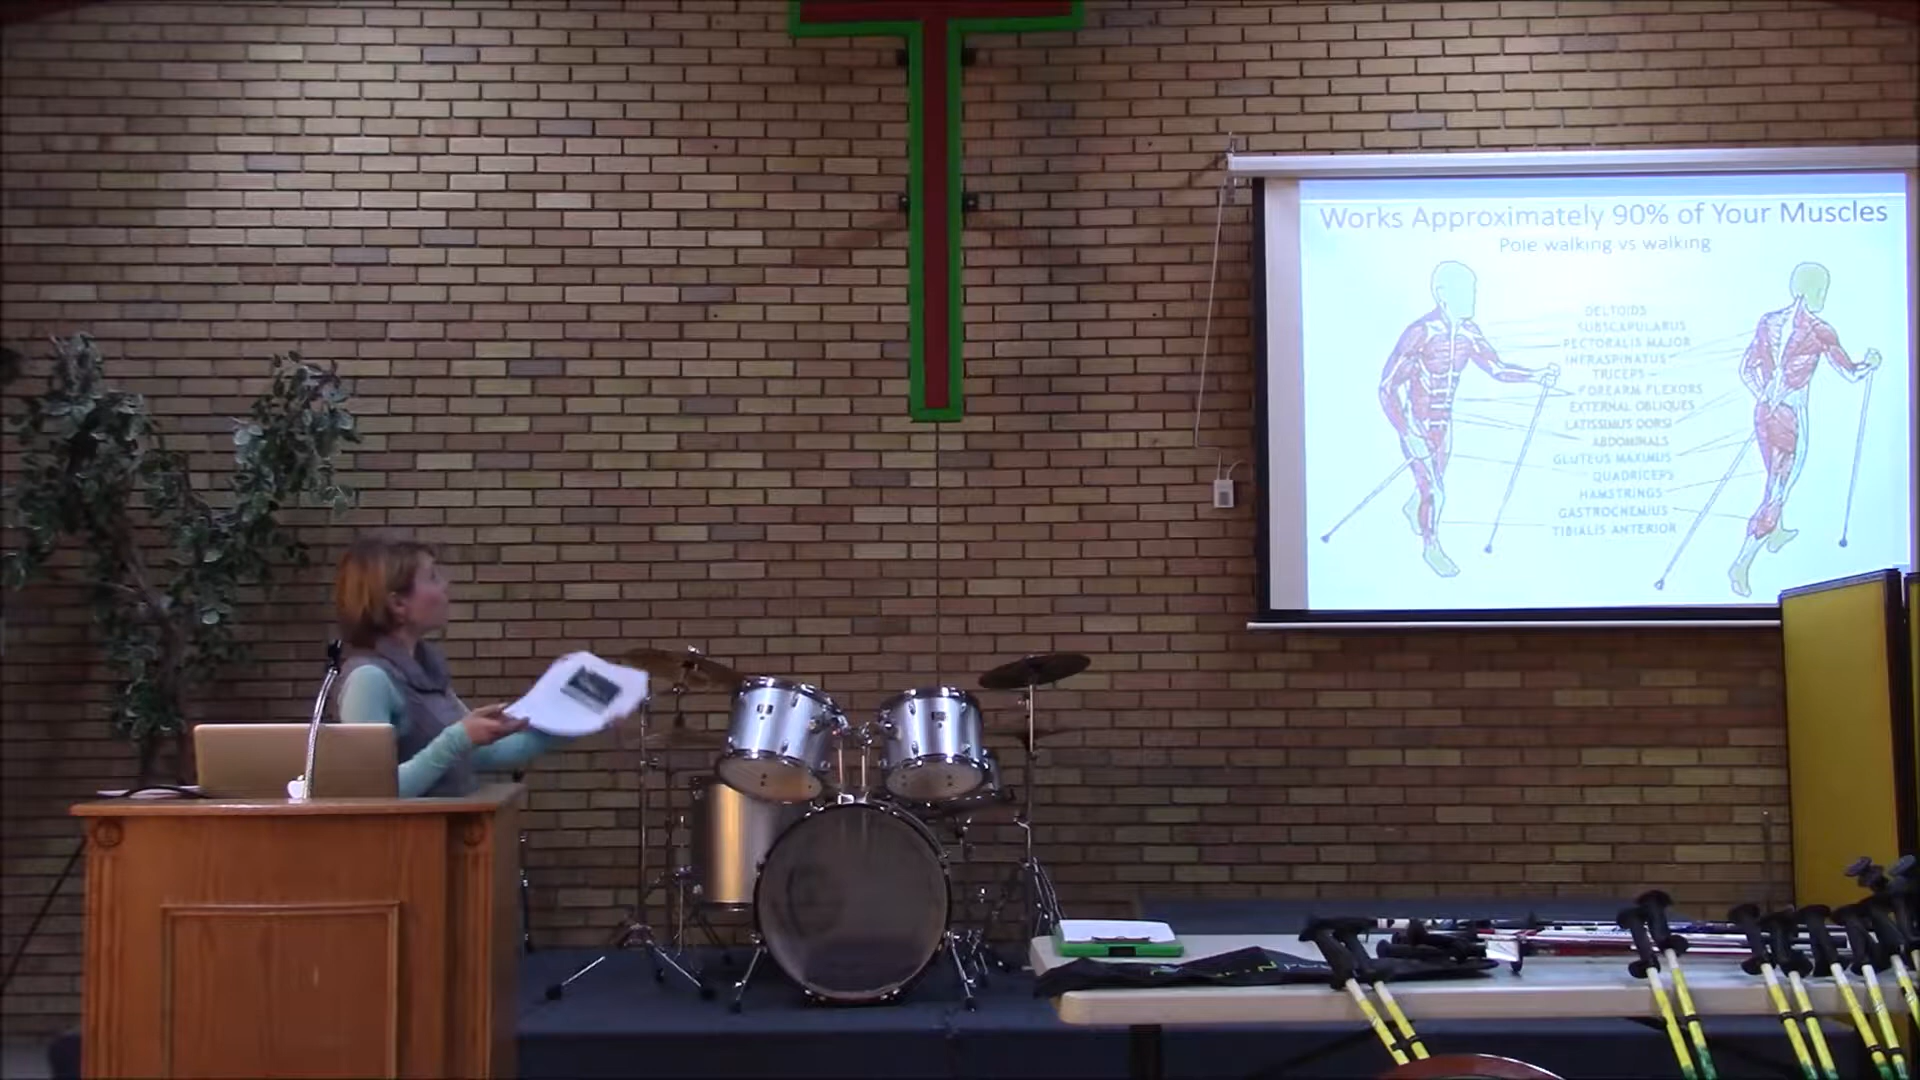 Works Approximately 90% of Your Muscles
Pole walking vs walking
DELTOIDS
SUBSCAPULARUS
PECTORALIS MAJOR
INFRASPINATUS
TRICEPS
FOREARM FLEXORS
EXTERNAL OBLIQUES
LATISSIMUS DORSI
ABDOMINALS
GLUTEUS MAXIMUS
QUADRICEPS
HAMSTRINGS
GASTROCHEMIUS
TIBIALIS ANTERIOR